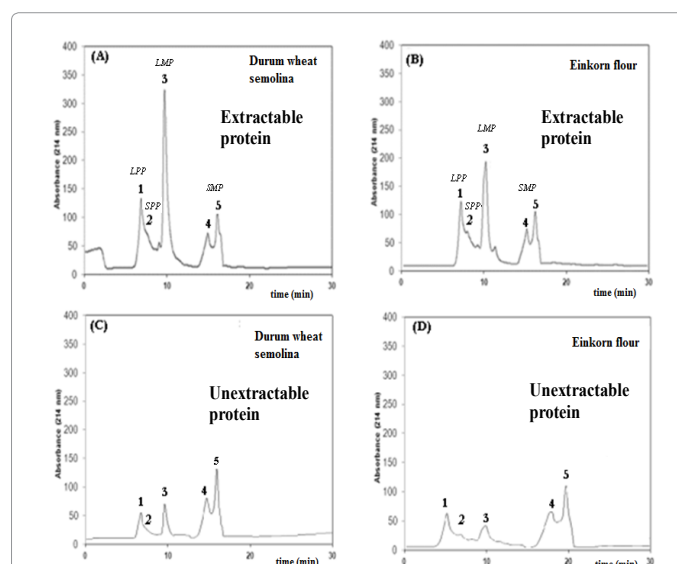 (A)
Durum wheat
semolina
Extractable
protein
LMP
3
LPP
1
SPP
2
SMP
4
5
Absorbance (214 nm)
400
350
300
250
200
150
100
50
0
0
10
20
30
time (min)
(B)
Einkorn flour
Extractable
protein
LMP
3
LPP
1
SPP
2
SMP
4
5
Absorbance (214 nm)
400
350
300
250
200
150
100
50
0
0
10
20
30
time (min)
(C)
Durum wheat
semolina
Unextractable
protein
1
2
3
4
5
Absorbance (214 nm)
400
350
300
250
200
150
100
50
0
0
10
20
30
time (min)
(D)
Einkorn flour
Unextractable
protein
1
2
3
4
5
Absorbance (214 nm)
400
350
300
250
200
150
100
50
0
0
10
20
30
time (min)